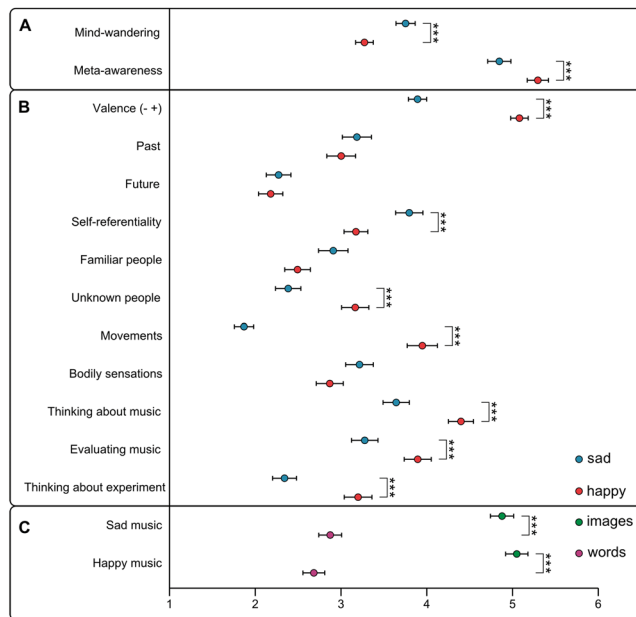 A
Mind-wandering
***
Meta-awareness
***
B
Valence (- +)
***
Past
Future
Self-referentiality
***
Familiar people
Unknown people
***
Movements
***
Bodily sensations
Thinking about music
***
Evaluating music
***
Thinking about experiment
***
sad
happy
C
Sad music
***
Happy music
***
images
words
1 2 3 4 5 6